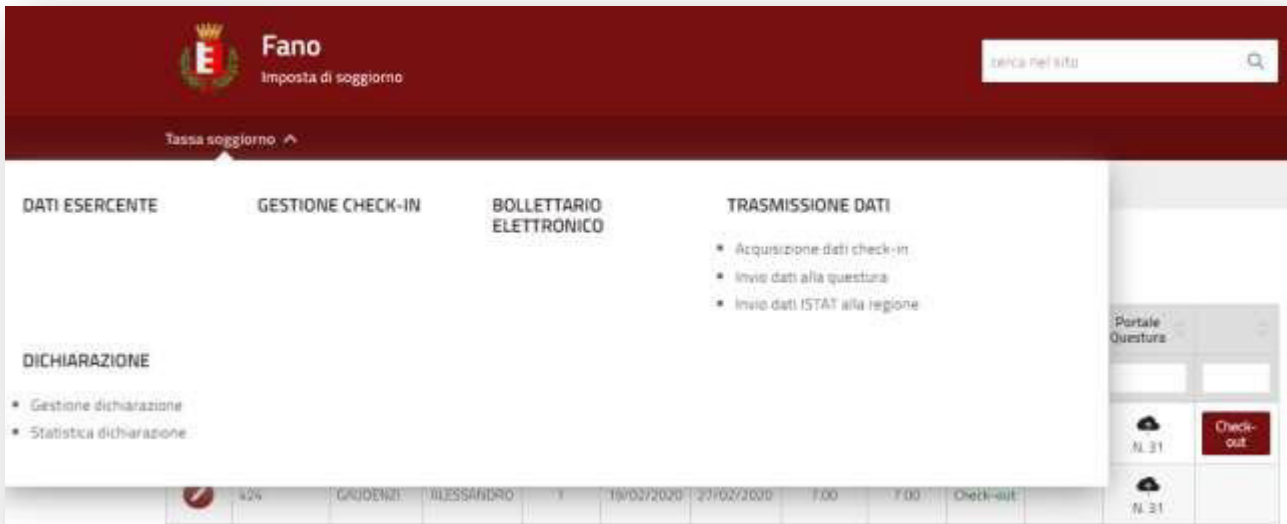 Fano
Imposta di soggiorno
cerca nel sito
Tassa soggiorno
DATI ESERCENTE
GESTIONE CHECK-IN
BOLLETTARIO
ELETTRONICO
TRASMISSIONE DATI
Acquisizione dati check-in
Invio dati alla questura
Invio dati ISTAT alla regione
DICHIARAZIONE
Gestione dichiarazione
Statistica dichiarazione
Portale
Questura
N. 31
Check-
out
424 GAUDENZI ALESSANDRO 1 19/02/2020 27/02/2020 7.00 7.00 Check-out
N. 31